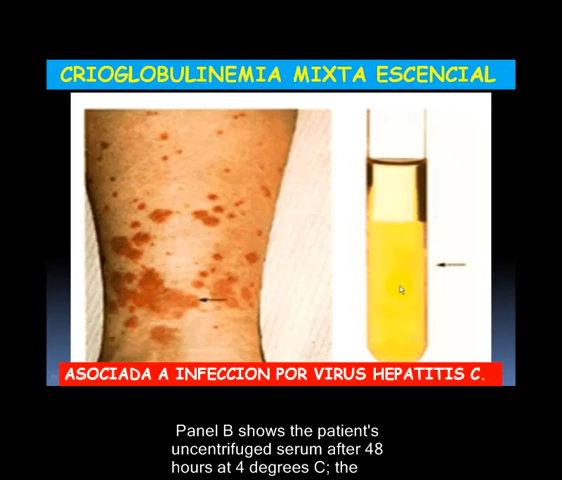 CRIOGLOBULINEMIA MIXTA ESCENCIAL
ASOCIADA A INFECCION POR VIRUS HEPATITIS C.
Panel B shows the patient's
uncentrifuged serum after 48
hours at 4 degrees C; the